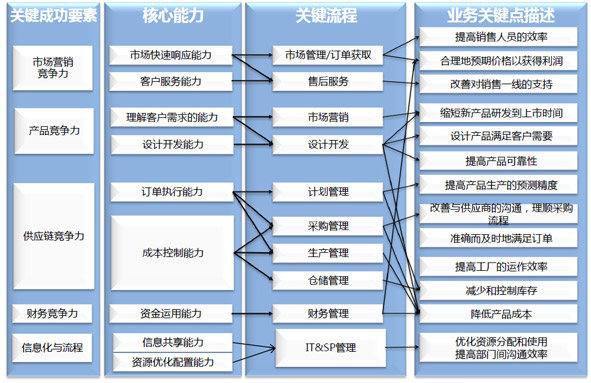 关键成功要素
核心能力
关键流程
业务关键点描述
市场营销
竞争力
产品竞争力
供应链竞争力
财务竞争力
信息化与流程
市场快速响应能力
客户服务能力
理解客户需求的能力
设计开发能力
订单执行能力
成本控制能力
资金运用能力
信息共享能力
资源优化配置能力
市场管理/订单获取
售后服务
市场营销
设计开发
计划管理
采购管理
生产管理
仓储管理
财务管理
IT&SP管理
提高销售人员的效率
合理地预期价格以获得利润
改善对销售一线的支持
缩短新产品研发到上市时间
设计产品满足客户需要
提高产品可靠性
提高产品生产的预测精度
改善与供应商的沟通，理顺采购
流程
准确而及时地满足订单
提高工厂的运作效率
减少和控制库存
降低产品成本
优化资源分配和使用
提高部门间沟通效率